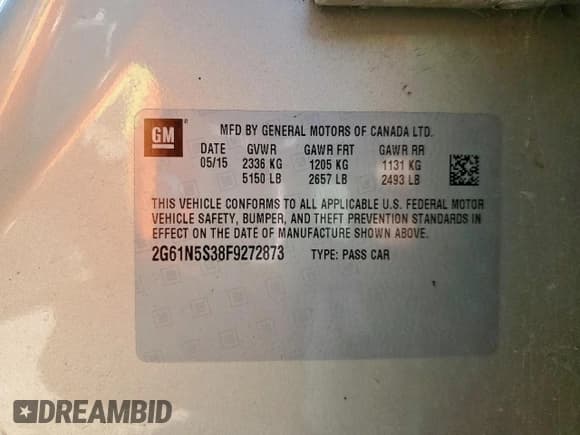 GM
MFD BY GENERAL MOTORS OF CANADA LTD.
DATE GVWR GAWR FRT GAWR RR
05/15 2336 KG 1205 KG 1131 KG
5150 LB 2657 LB 2493 LB
THIS VEHICLE CONFORMS TO ALL APPLICABLE U.S. FEDERAL MOTOR
VEHICLE SAFETY, BUMPER, AND THEFT PREVENTION STANDARDS IN
EFFECT ON THE DATE OF MANUFACTURE SHOWN ABOVE.
2G61N5S38F9272873 TYPE: PASS CAR
DREAMBID